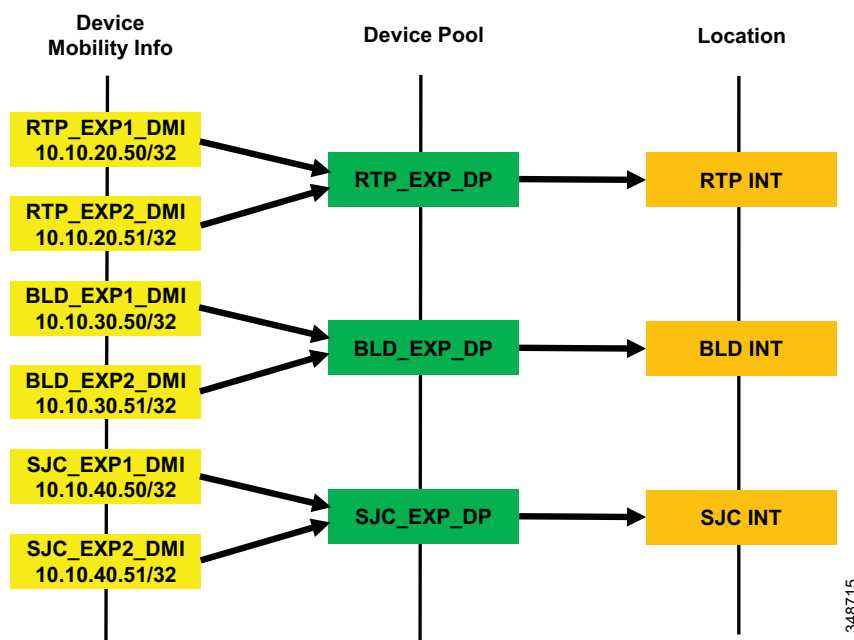 Device
Mobility Info
Device Pool
Location
RTP_EXP1_DMI
10.10.20.50/32
RTP_EXP_DP
RTP INT
RTP_EXP2_DMI
10.10.20.51/32
BLD_EXP1_DMI
10.10.30.50/32
BLD_EXP_DP
BLD INT
BLD_EXP2_DMI
10.10.30.51/32
SJC_EXP1_DMI
10.10.40.50/32
SJC_EXP_DP
SJC INT
SJC_EXP2_DMI
10.10.40.51/32
348715